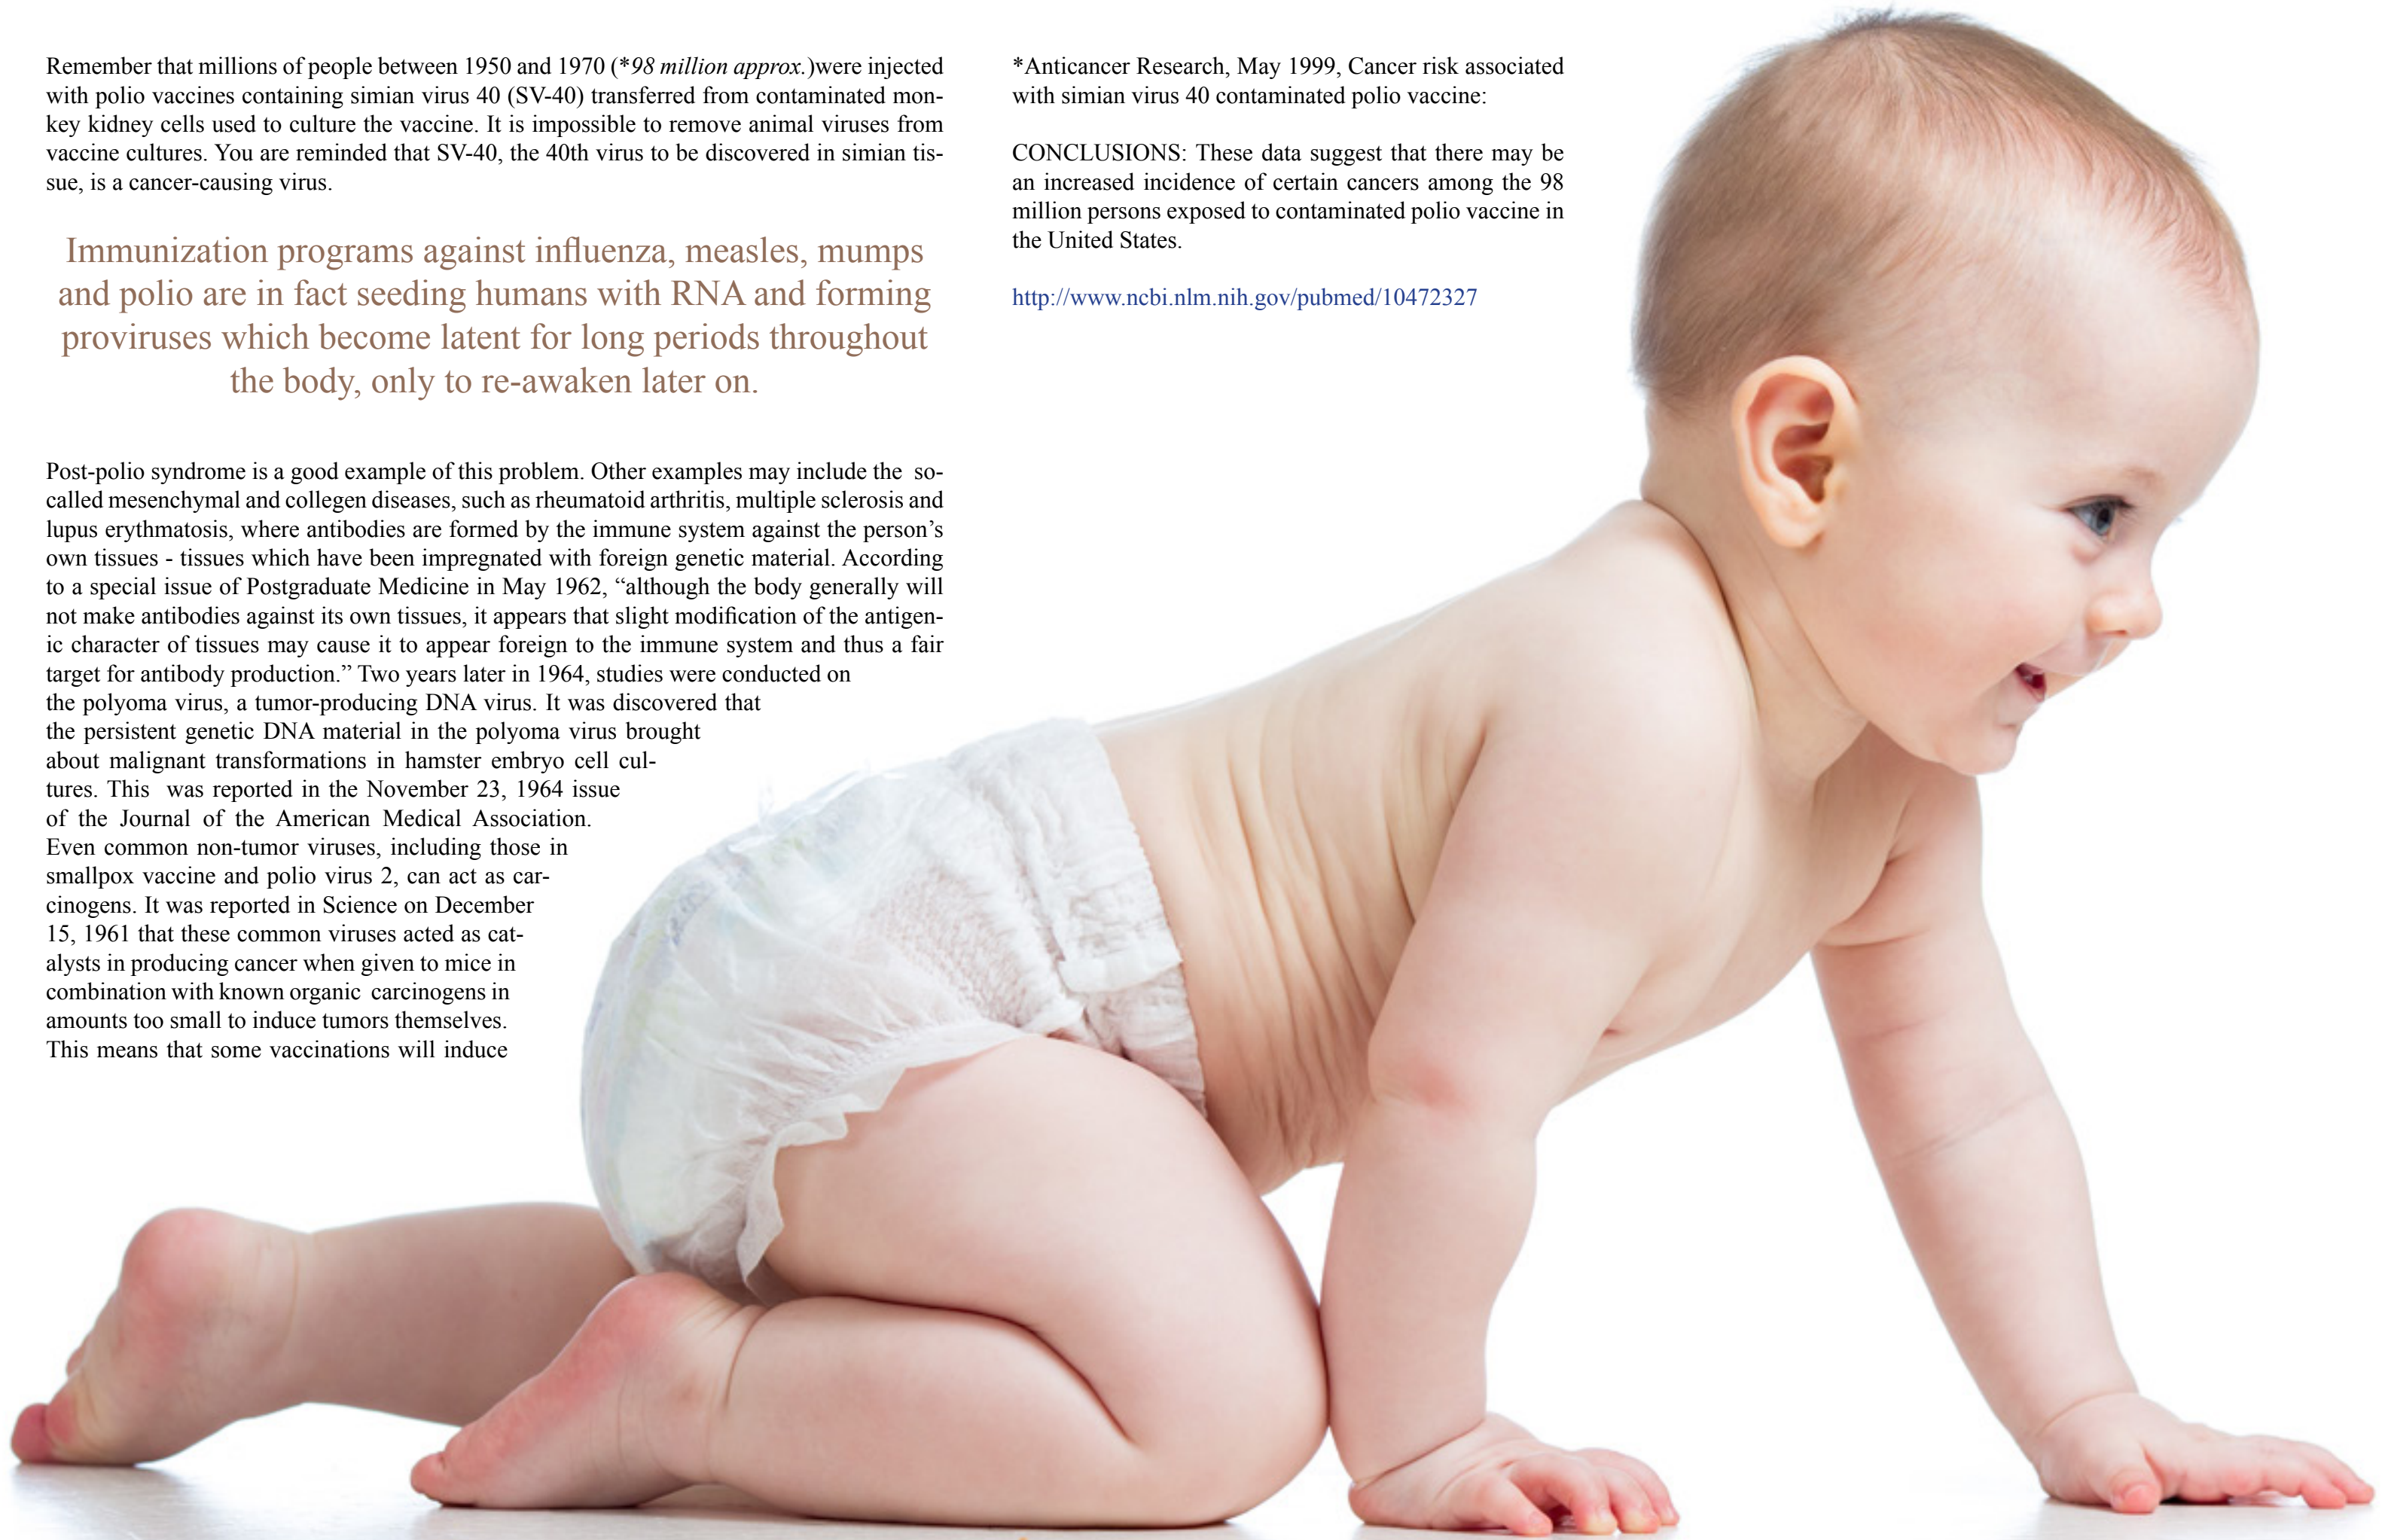 Remember that millions of people between 1950 and 1970 (*98 million approx.)were injected
with polio vaccines containing simian virus 40 (SV-40) transferred from contaminated mon-
key kidney cells used to culture the vaccine. It is impossible to remove animal viruses from
vaccine cultures. You are reminded that SV-40, the 40th virus to be discovered in simian tis-
sue, is a cancer-causing virus.
Immunization programs against influenza, measles, mumps
and polio are in fact seeding humans with RNA and forming
proviruses which become latent for long periods throughout
the body, only to re-awaken later on.
Post-polio syndrome is a good example of this problem. Other examples may include the so-
called mesenchymal and collegen diseases, such as rheumatoid arthritis, multiple sclerosis and
lupus erythmatosis, where antibodies are formed by the immune system against the person’s
own tissues - tissues which have been impregnated with foreign genetic material. According
to a special issue of Postgraduate Medicine in May 1962, “although the body generally will
not make antibodies against its own tissues, it appears that slight modification of the antigen-
ic character of tissues may cause it to appear foreign to the immune system and thus a fair
target for antibody production.” Two years later in 1964, studies were conducted on
the polyoma virus, a tumor-producing DNA virus. It was discovered that
the persistent genetic DNA material in the polyoma virus brought
about malignant transformations in hamster embryo cell cul-
tures. This was reported in the November 23, 1964 issue
of the Journal of the American Medical Association.
Even common non-tumor viruses, including those in
smallpox vaccine and polio virus 2, can act as car-
cinogens. It was reported in Science on December
15, 1961 that these common viruses acted as cat-
alysts in producing cancer when given to mice in
combination with known organic carcinogens in
amounts too small to induce tumors themselves.
This means that some vaccinations will induce
*Anticancer Research, May 1999, Cancer risk associated
with simian virus 40 contaminated polio vaccine:
CONCLUSIONS: These data suggest that there may be
an increased incidence of certain cancers among the 98
million persons exposed to contaminated polio vaccine in
the United States.
http://www.ncbi.nlm.nih.gov/pubmed/10472327